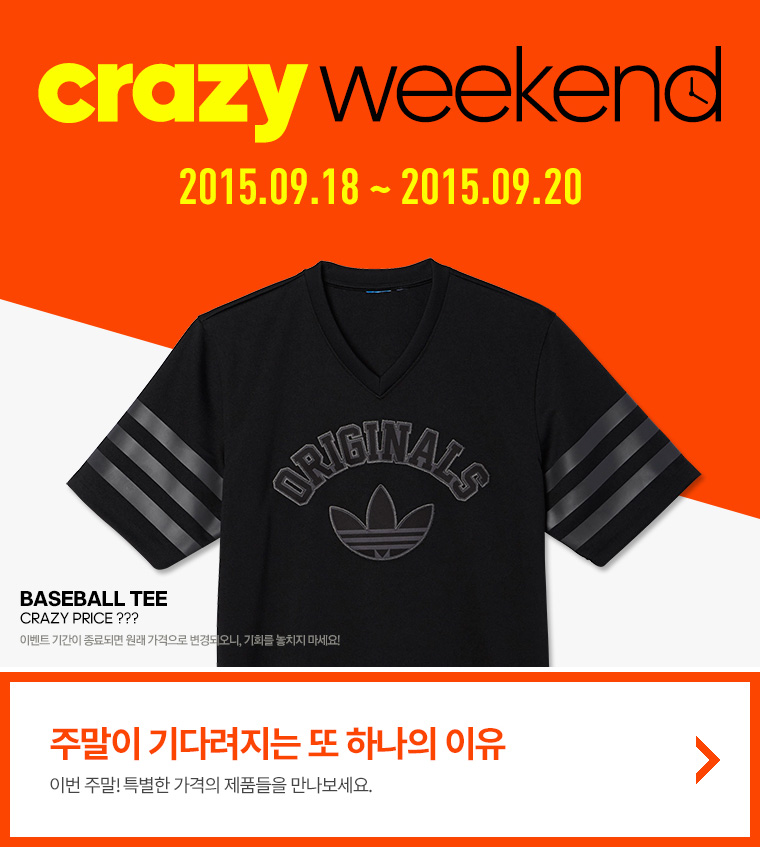 crazy weekend
2015.09.18 ~ 2015.09.20
ORIGINALS
BASEBALL TEE
CRAZY PRICE ???
이벤트 기간이 종료되면 원래 가격으로 변경되오니, 기회를 놓치지 마세요!
주말이 기다려지는 또 하나의 이유
이번 주말! 특별한 가격의 제품들을 만나보세요.